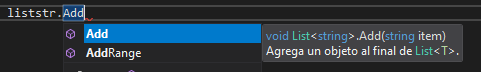 liststr.Add
Add
AddRange
void List<string>.Add(string item)
Agrega un objeto al final de List<T>.